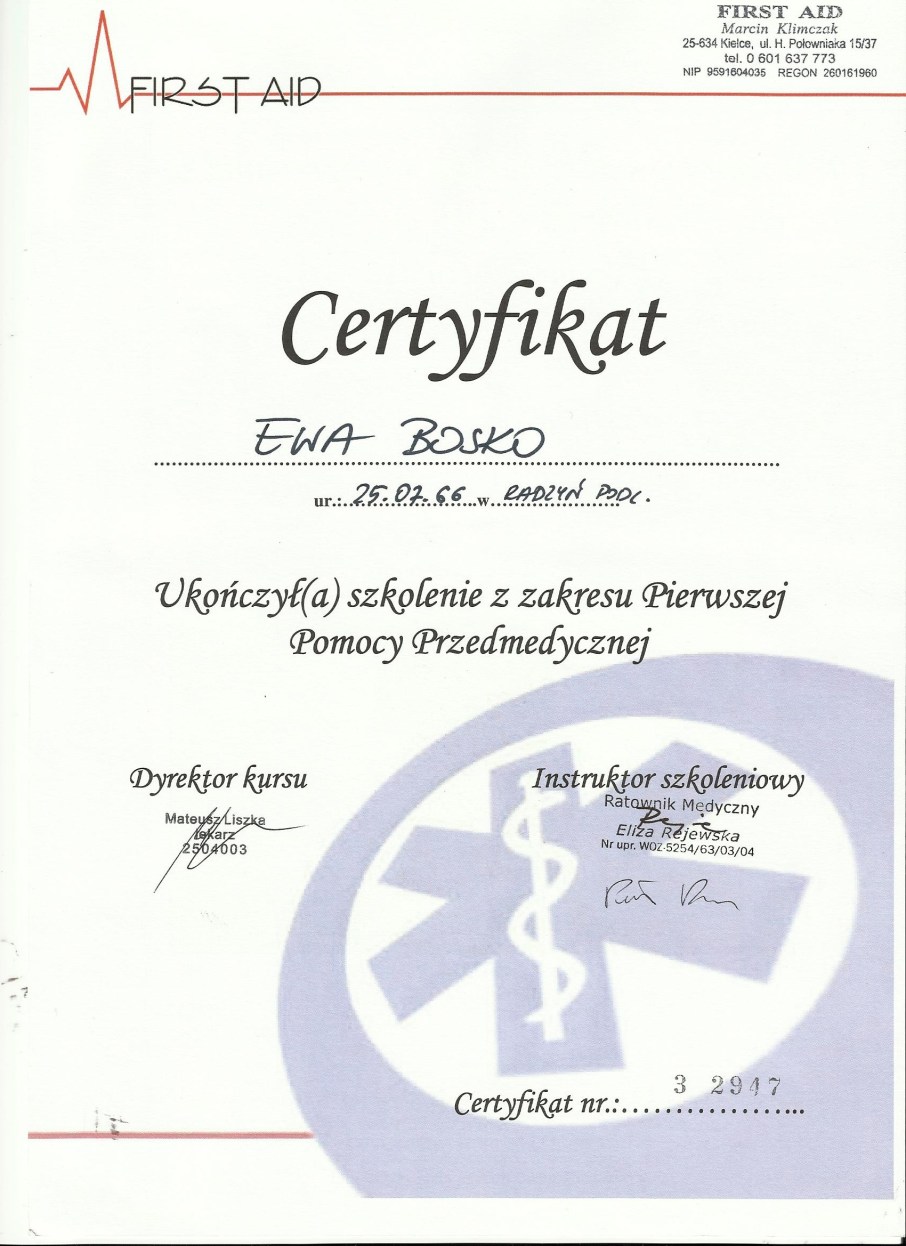 FIRST AID
Marcin Klimczak
25-634 Kielce, ul. H. Połowniaka 15/37
tel. 0 601 637 773
NIP 9591604035 REGON 260161960
FIRST AID
Certyfikat
EWA BOSKO
ur.: 25.07.66 w RADZYŃ PODL.
Ukończył(a) szkolenie z zakresu Pierwszej
Pomocy Przedmedycznej
Dyrektor kursu
Mateusz Liszka
lekarz
2504003
Instruktor szkoleniowy
Ratownik Medyczny
Eliza Rejewska
Nr upr. WOZ-5254/63/03/04
Certyfikat nr.: 3 2947